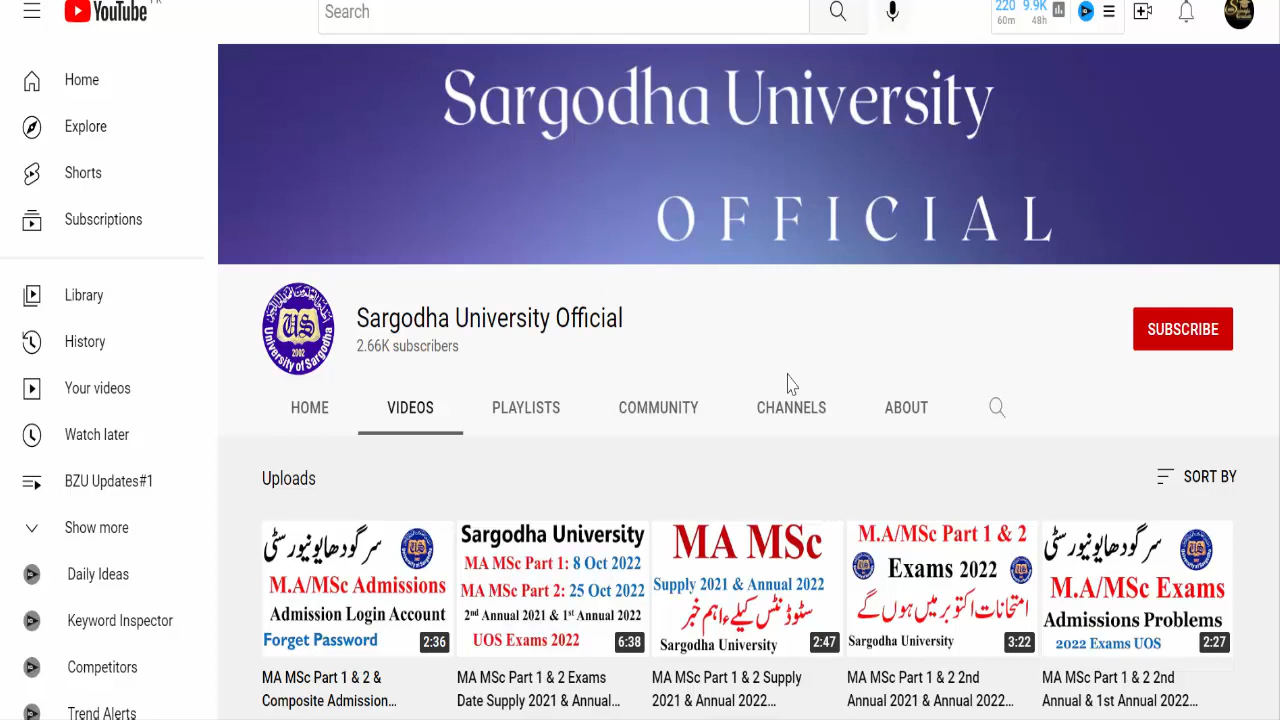 YouTube
Search
220 9.9K
60m 48h
Home
Explore
Shorts
Subscriptions
Library
History
Your videos
Watch later
BZU Updates#1
Show more
Daily Ideas
Keyword Inspector
Competitors
Trend Alerts
Sargodha University
OFFICIAL
US
2002
University of Sargodha
Sargodha University Official
2.66K subscribers
SUBSCRIBE
HOME VIDEOS PLAYLISTS COMMUNITY CHANNELS ABOUT
Uploads
SORT BY
سرگودھا یونیورسٹی
M.A/MSc Admissions
Admission Login Account
Forget Password
2:36
MA MSc Part 1 & 2 &
Composite Admission...
Sargodha University
MA MSc Part 1: 8 Oct 2022
MA MSc Part 2: 25 Oct 2022
2nd Annual 2021 & 1st Annual 2022
UOS Exams 2022
6:38
MA MSc Part 1 & 2 Exams
Date Supply 2021 & Annual...
MA MSc
Supply 2021 & Annual 2022
سٹوڈنٹس کیلئے اہم خبر
Sargodha University
2:47
MA MSc Part 1 & 2 Supply
2021 & Annual 2022...
M.A/MSc Part 1 & 2
Exams 2022
امتحانات اکتوبر میں ہوں گے
Sargodha University
3:22
MA MSc Part 1 & 2 2nd
Annual 2021 & Annual 2022...
سرگودھا یونیورسٹی
M.A/MSc Exams
Admissions Problems
2022 Exams UOS
2:27
MA MSc Part 1 & 2 2nd
Annual & 1st Annual 2022...